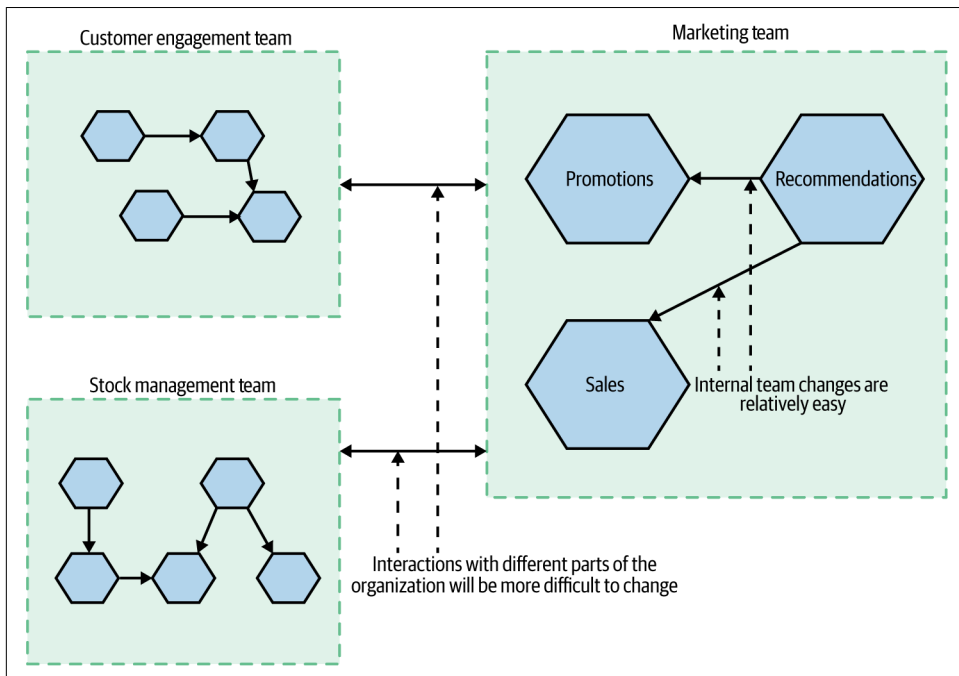 Customer engagement team
Marketing team
Promotions
Recommendations
Sales
Internal team changes are
relatively easy
Stock management team
Interactions with different parts of the
organization will be more difficult to change